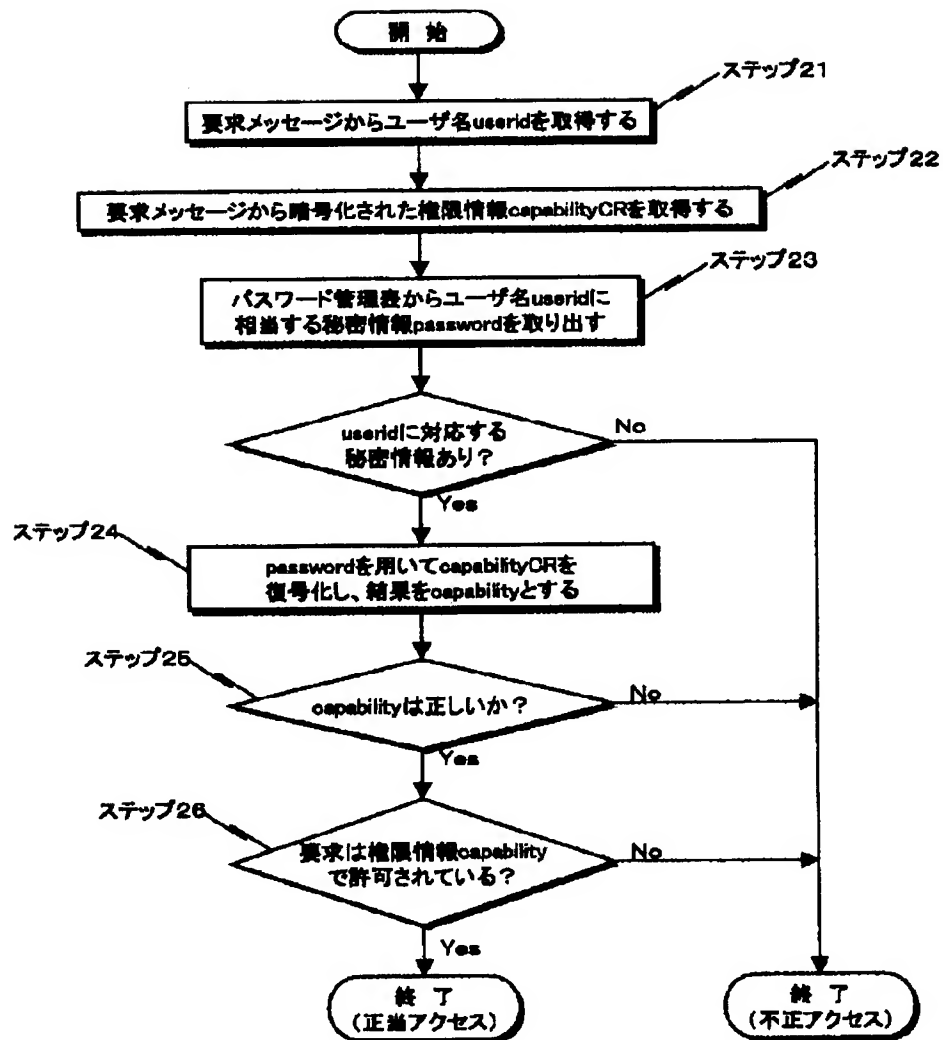 開 始
ステップ21
要求メッセージからユーザ名useridを取得する
ステップ22
要求メッセージから暗号化された権限情報capabilityCRを取得する
ステップ23
パスワード管理表からユーザ名useridに
相当する秘密情報passwordを取り出す
useridに対応する
秘密情報あり？
No
Yes
ステップ24
passwordを用いてcapabilityCRを
復号化し、結果をcapabilityとする
ステップ25
capabilityは正しいか？
No
Yes
ステップ26
要求は権限情報capability
で許可されている？
No
Yes
終 了
（正当アクセス）
終 了
（不正アクセス）